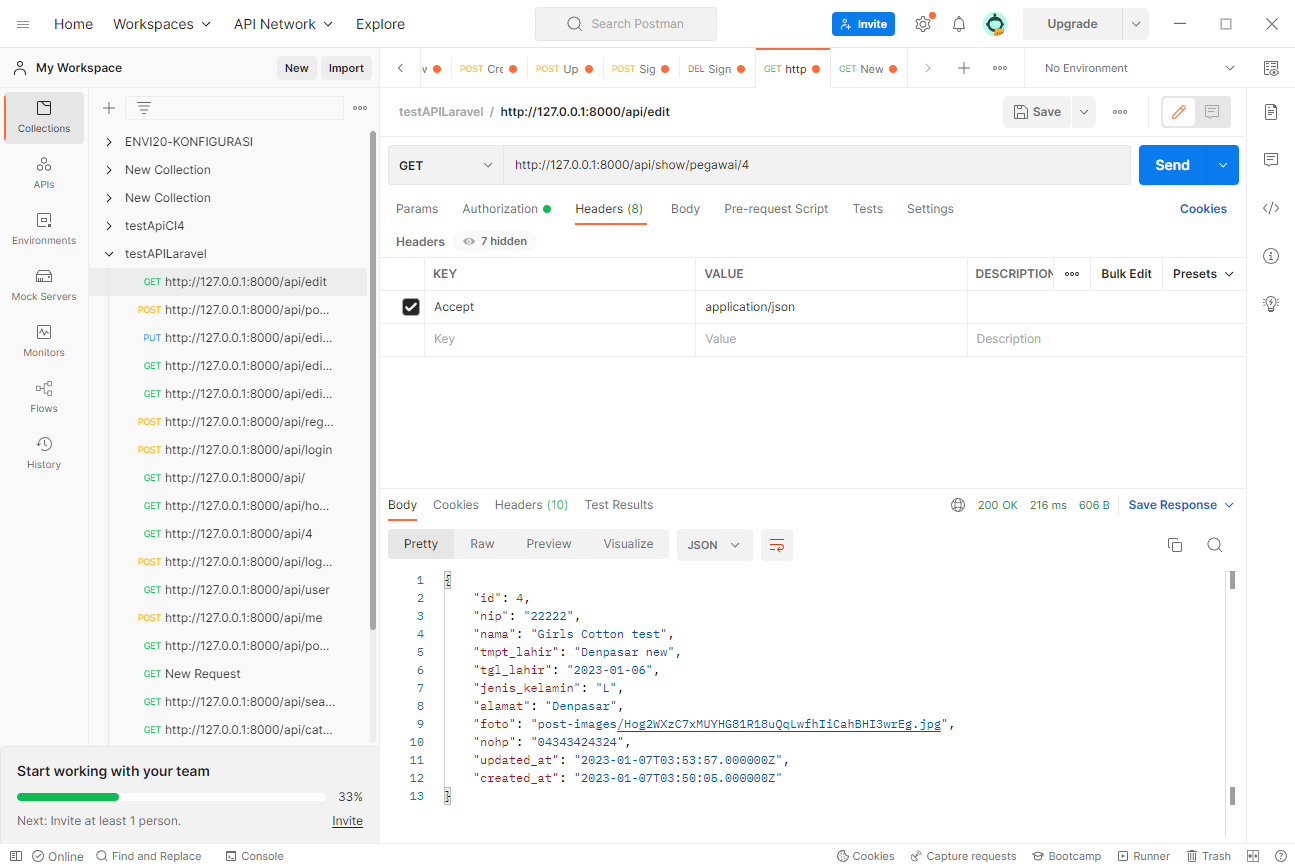 Home Workspaces API Network Explore Search Postman Invite Upgrade
My Workspace New Import
POST Cre POST Up POST Sig DEL Sign GET http GET New No Environment
Collections
APIs
Environments
Mock Servers
Monitors
Flows
History
ENVI20-KONFIGURASI
New Collection
New Collection
testApiCI4
testAPILaravel
GET http://127.0.0.1:8000/api/edit
POST http://127.0.0.1:8000/api/po...
PUT http://127.0.0.1:8000/api/edi...
GET http://127.0.0.1:8000/api/edi...
GET http://127.0.0.1:8000/api/edi...
POST http://127.0.0.1:8000/api/reg...
POST http://127.0.0.1:8000/api/login
GET http://127.0.0.1:8000/api/
GET http://127.0.0.1:8000/api/ho...
GET http://127.0.0.1:8000/api/4
POST http://127.0.0.1:8000/api/log...
GET http://127.0.0.1:8000/api/user
POST http://127.0.0.1:8000/api/me
GET http://127.0.0.1:8000/api/po...
GET New Request
GET http://127.0.0.1:8000/api/sea...
GET http://127.0.0.1:8000/api/cat...
Start working with your team
33%
Next: Invite at least 1 person. Invite
testAPILaravel / http://127.0.0.1:8000/api/edit Save
GET http://127.0.0.1:8000/api/show/pegawai/4 Send
Params Authorization Headers (8) Body Pre-request Script Tests Settings Cookies
Headers 7 hidden
KEY VALUE DESCRIPTION Bulk Edit Presets
Accept application/json
Key Value Description
Body Cookies Headers (10) Test Results 200 OK 216 ms 606 B Save Response
Pretty Raw Preview Visualize JSON
1 {
2 "id": 4,
3 "nip": "22222",
4 "nama": "Girls Cotton test",
5 "tmpt_lahir": "Denpasar new",
6 "tgl_lahir": "2023-01-06",
7 "jenis_kelamin": "L",
8 "alamat": "Denpasar",
9 "foto": "post-images/Hog2WXzC7xMUYHG81R18uQqLwfhIiCahBHI3wrEg.jpg",
10 "nohp": "04343424324",
11 "updated_at": "2023-01-07T03:53:57.000000Z",
12 "created_at": "2023-01-07T03:50:05.000000Z"
13 }
Online Find and Replace Console Cookies Capture requests Bootcamp Runner Trash